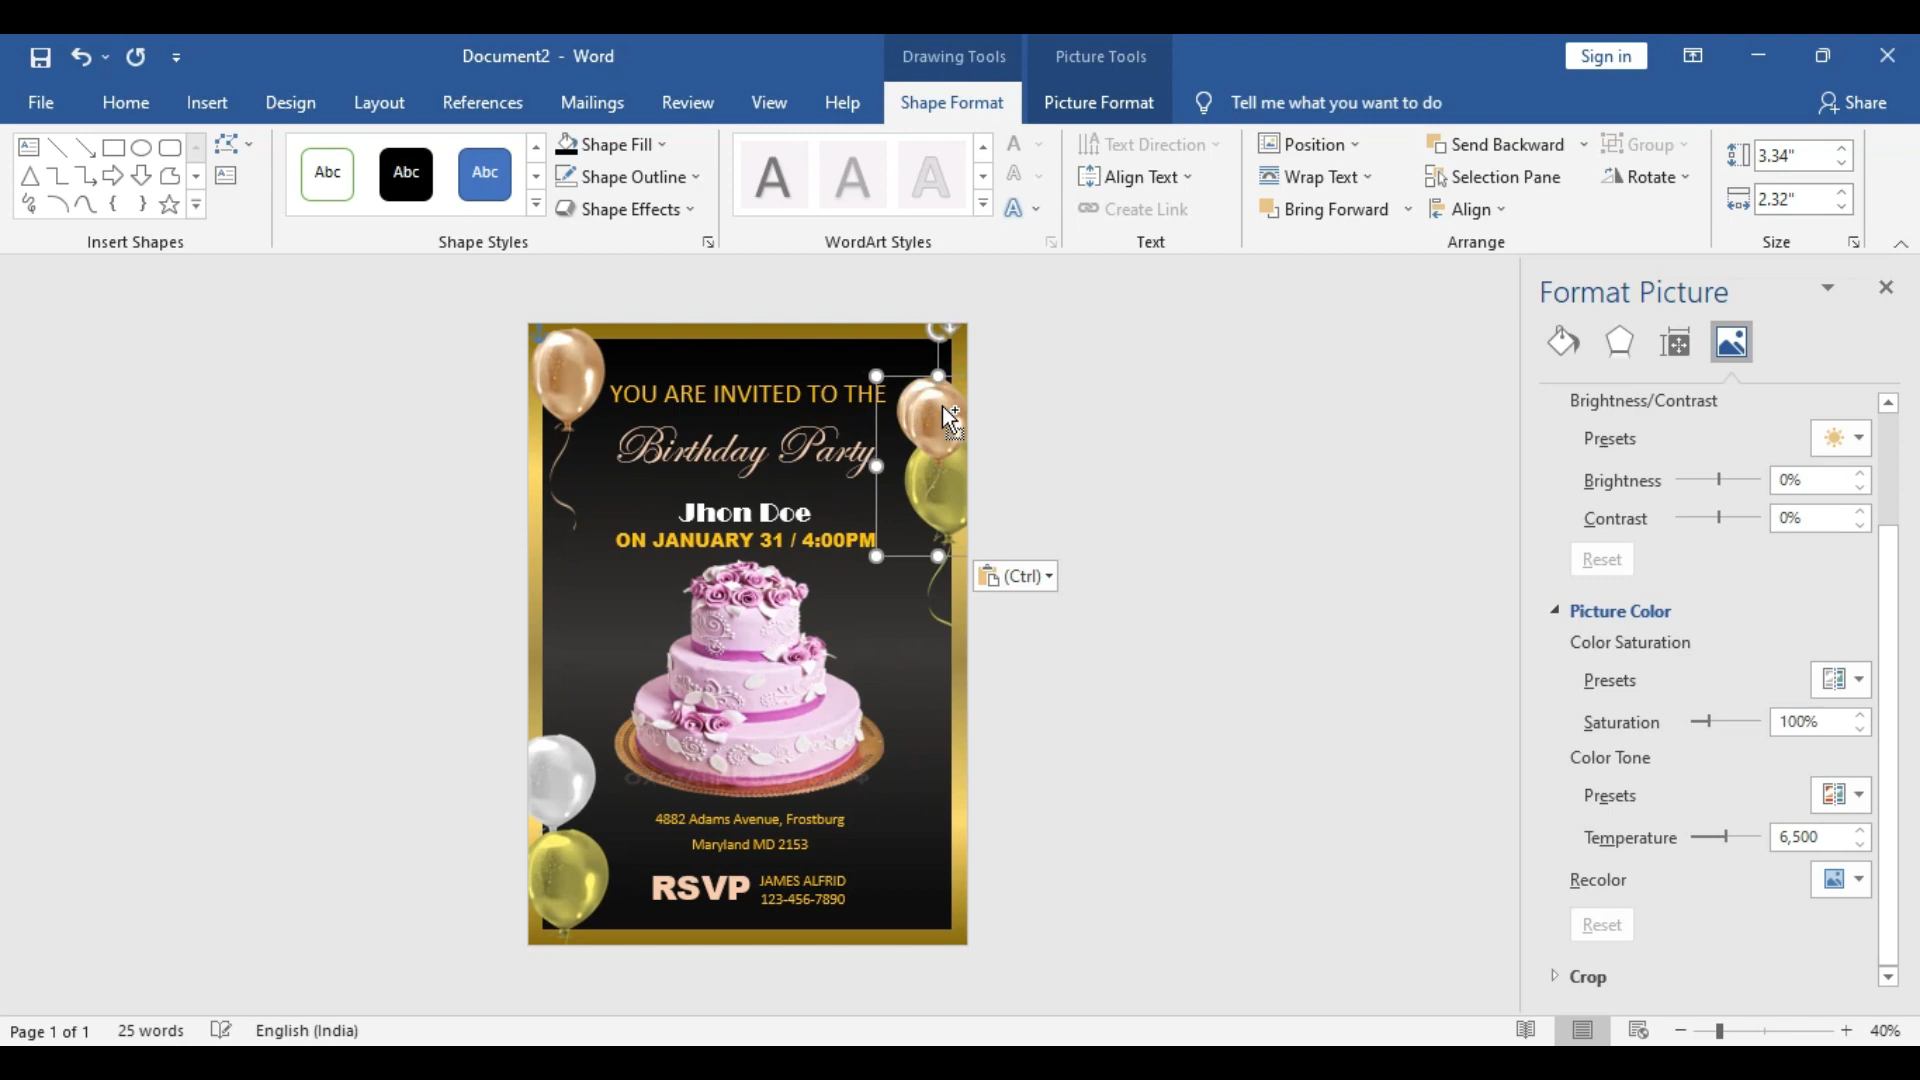 Document2 - Word
Drawing Tools
Picture Tools
Sign in
File
Home
Insert
Design
Layout
References
Mailings
Review
View
Help
Shape Format
Picture Format
Tell me what you want to do
Share
Abc
Abc
Abc
Shape Fill
Shape Outline
Shape Effects
A
A
A
A
A
A
Text Direction
Align Text
Create Link
Position
Wrap Text
Bring Forward
Send Backward
Selection Pane
Align
Group
Rotate
3.34"
2.32"
Insert Shapes
Shape Styles
WordArt Styles
Text
Arrange
Size
YOU ARE INVITED TO THE
Birthday Party
Jhon Doe
ON JANUARY 31 / 4:00PM
(Ctrl)
4882 Adams Avenue, Frostburg
Maryland MD 2153
RSVP
JAMES ALFRID
123-456-7890
Format Picture
Brightness/Contrast
Presets
Brightness
0%
Contrast
0%
Reset
Picture Color
Color Saturation
Presets
Saturation
100%
Color Tone
Presets
Temperature
6,500
Recolor
Reset
Crop
Page 1 of 1
25 words
English (India)
40%